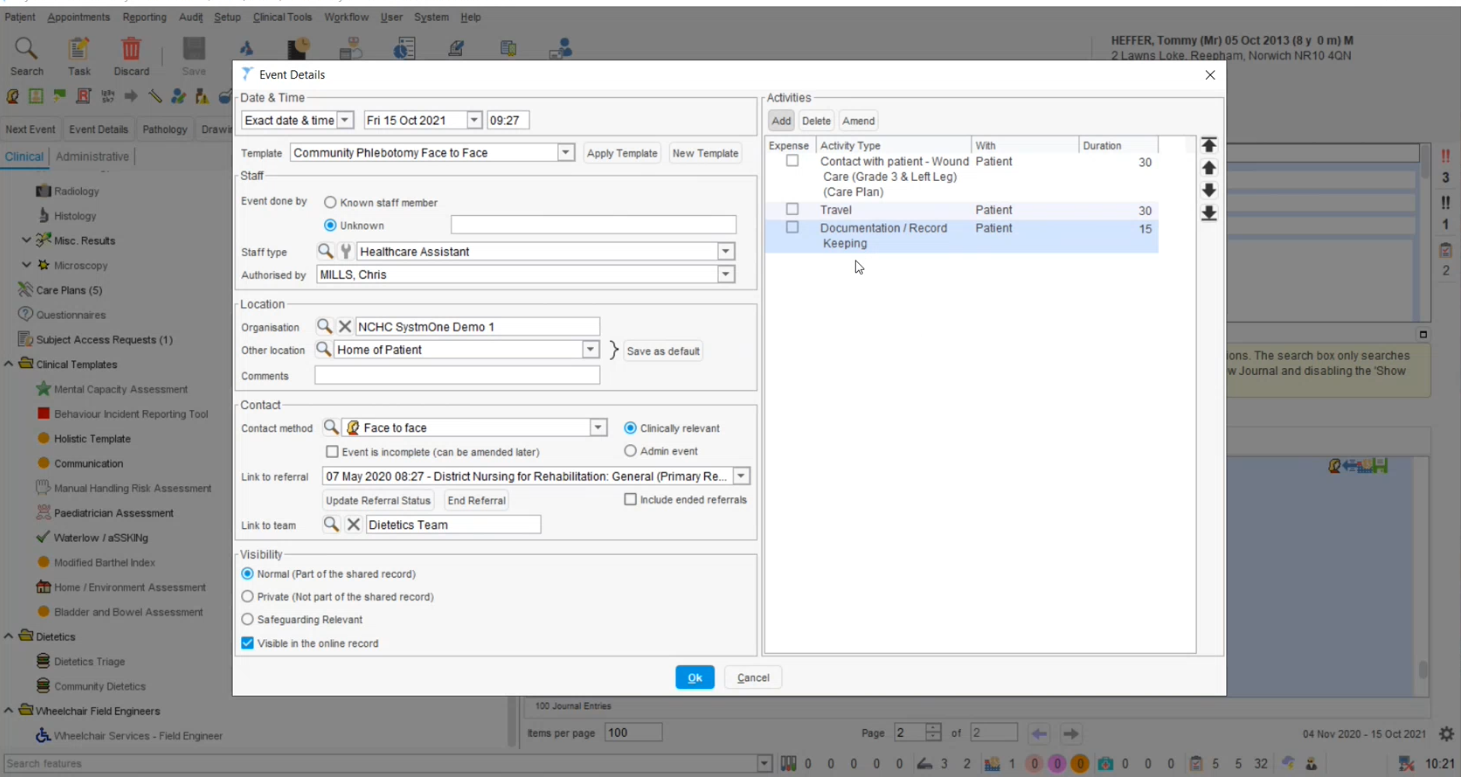 Patient Appointments Reporting Audit Setup Clinical Tools Workflow User System Help
Search Task Discard Save
HEFFER, Tommy (Mr) 05 Oct 2013 (8 y 0 m) M
2 Lawns Loke, Reepham, Norwich NR10 4QN
Next Event Event Details Pathology
Clinical Administrative
Radiology
Histology
Misc. Results
Microscopy
Care Plans (5)
Questionnaires
Subject Access Requests (1)
Clinical Templates
Mental Capacity Assessment
Behaviour Incident Reporting Tool
Holistic Template
Communication
Manual Handling Risk Assessment
Paediatrician Assessment
Waterlow / aSSKINg
Modified Barthel Index
Home / Environment Assessment
Bladder and Bowel Assessment
Dietetics
Dietetics Triage
Community Dietetics
Wheelchair Field Engineers
Wheelchair Services - Field Engineer
Search features
Event Details
Date & Time
Exact date & time Fri 15 Oct 2021 09:27
Template Community Phlebotomy Face to Face Apply Template New Template
Staff
Event done by Known staff member
Unknown
Staff type Healthcare Assistant
Authorised by MILLS, Chris
Location
Organisation NCHC SystmOne Demo 1
Other location Home of Patient } Save as default
Comments
Contact
Contact method Face to face Clinically relevant
Event is incomplete (can be amended later) Admin event
Link to referral 07 May 2020 08:27 - District Nursing for Rehabilitation: General (Primary Re...
Update Referral Status End Referral Include ended referrals
Link to team Dietetics Team
Visibility
Normal (Part of the shared record)
Private (Not part of the shared record)
Safeguarding Relevant
Visible in the online record
Activities
Add Delete Amend
Expense Activity Type With Duration
Contact with patient - Wound Patient 30
Care (Grade 3 & Left Leg)
(Care Plan)
Travel Patient 30
Documentation / Record Patient 15
Keeping
Ok Cancel
!!
3
!!
1
2
ions. The search box only searches
w Journal and disabling the 'Show
100 Journal Entries
Items per page 100 Page 2 of 2 04 Nov 2020 - 15 Oct 2021
0 0 0 0 0 3 2 1 0 0 0 0 0 0 5 5 32 10:21